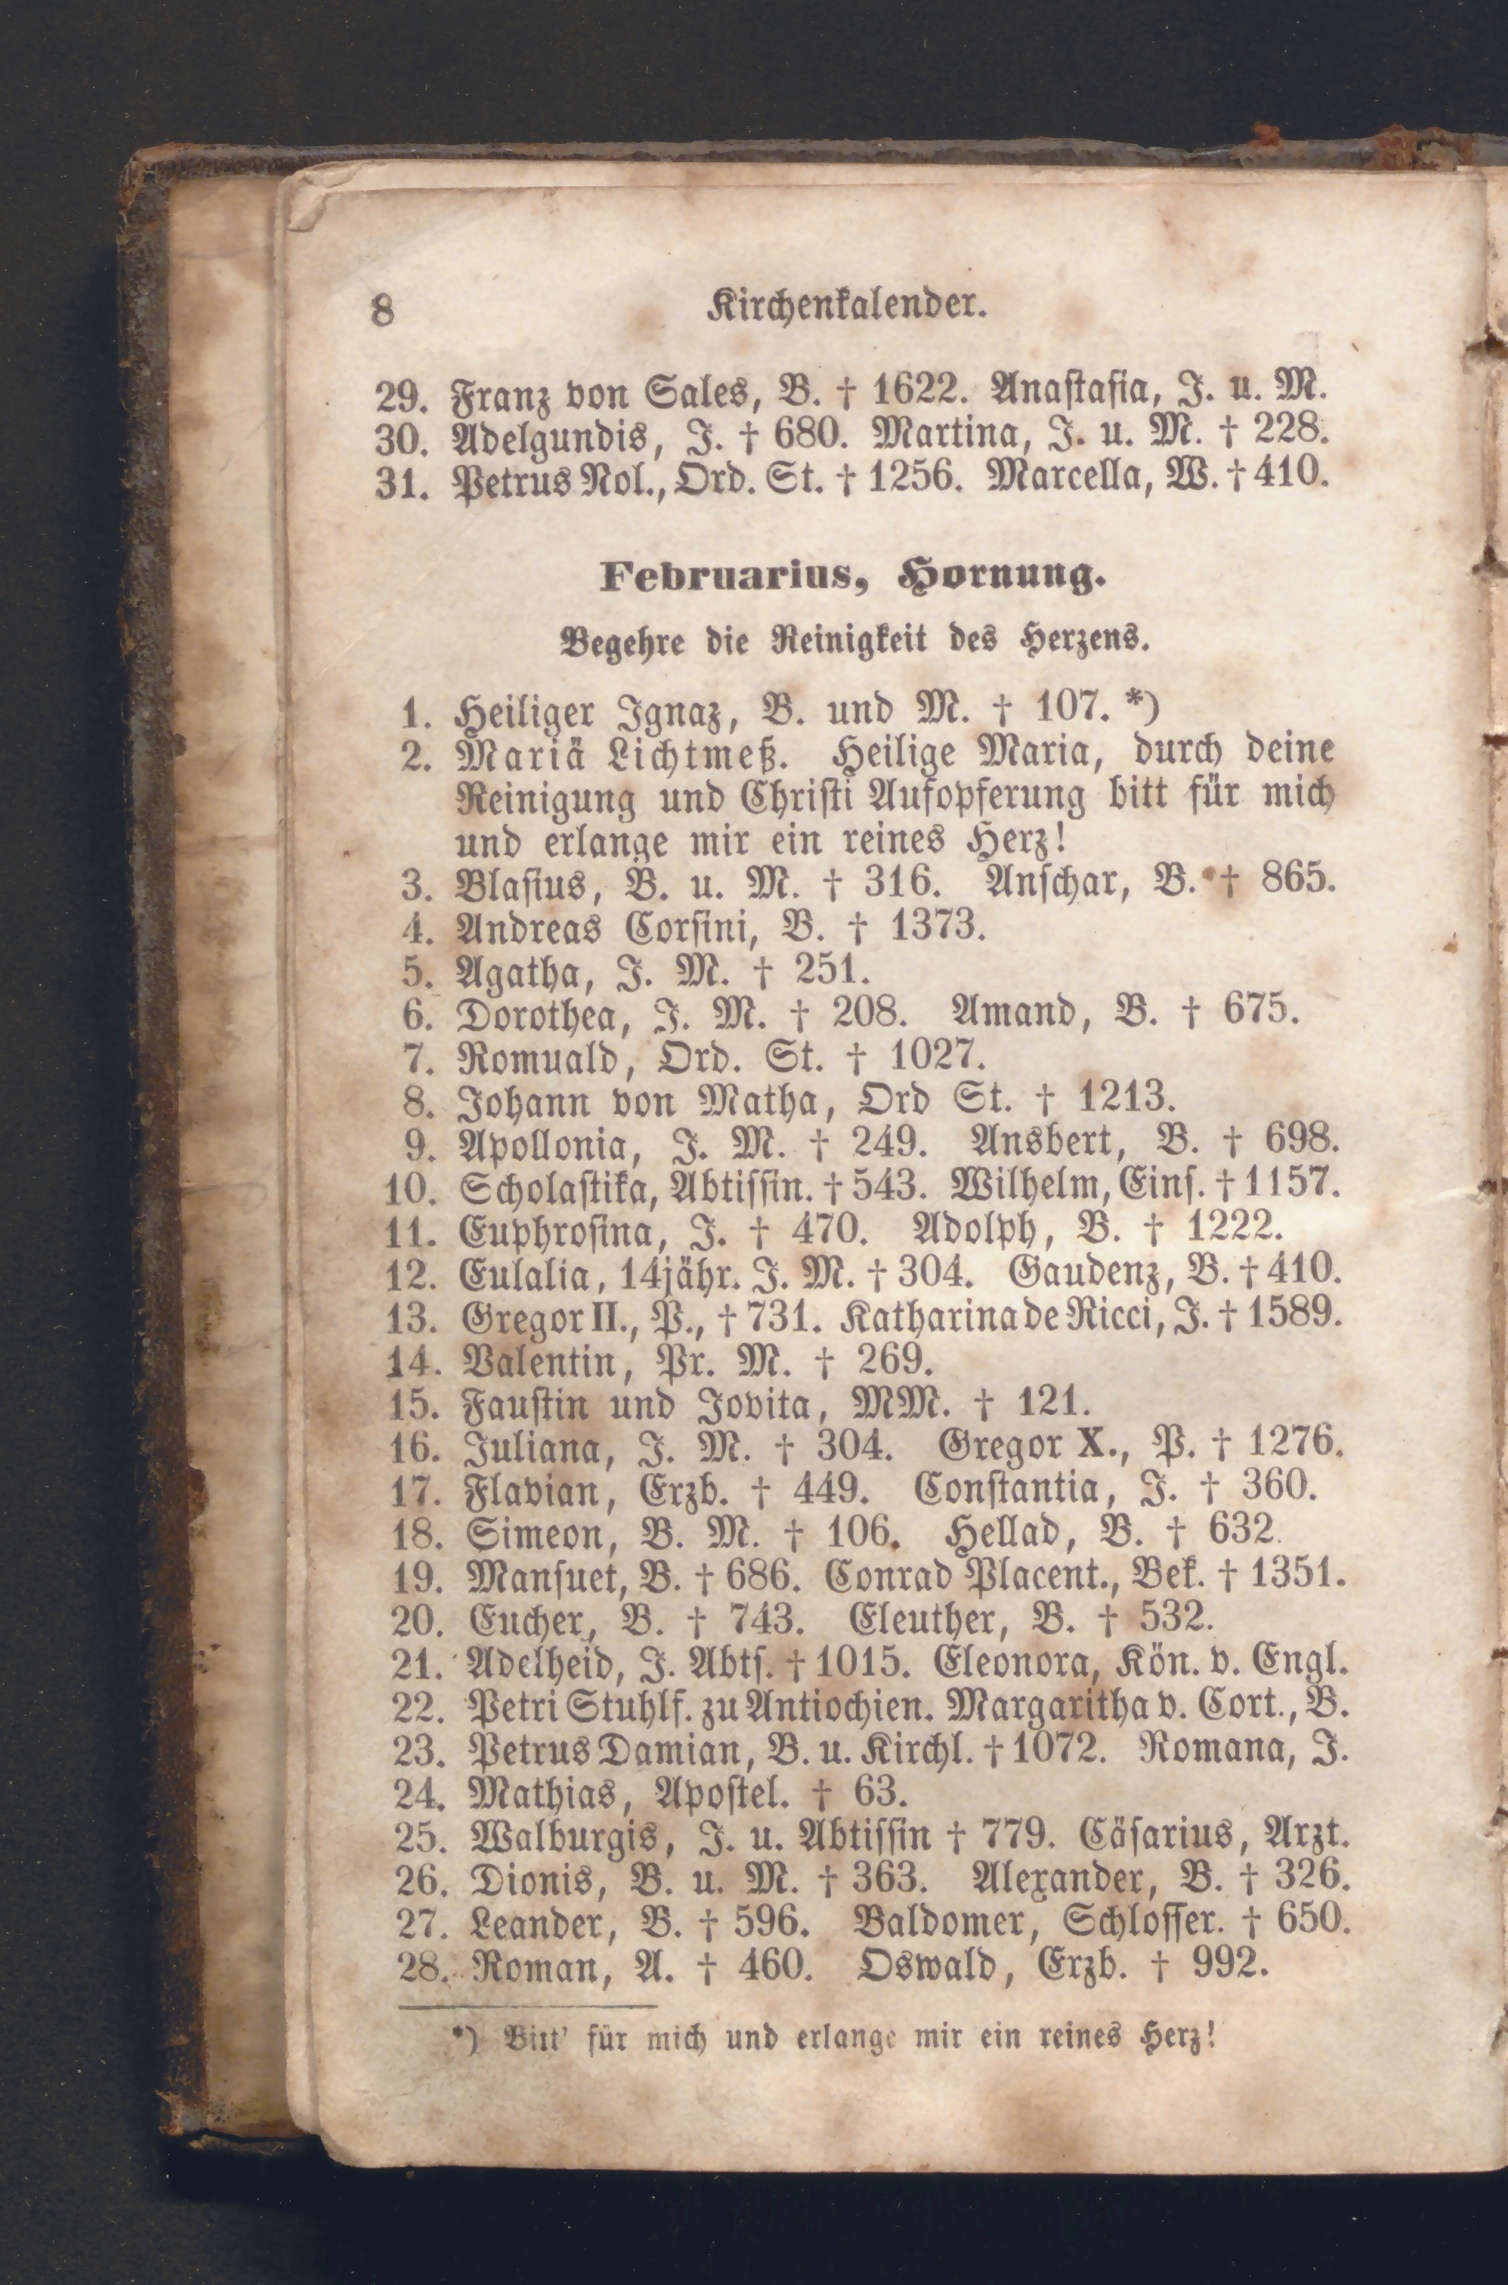 8 Kirchenkalender.
29. Franz von Sales, B. † 1622. Anastasia, J. u. M.
30. Adelgundis, J. † 680. Martina, J. u. M. † 228.
31. Petrus Nol., Ord. St. † 1256. Marcella, W. † 410.
Februarius, Hornung.
Begehre die Reinigkeit des Herzens.
1. Heiliger Ignaz, B. und M. † 107. *)
2. Mariä Lichtmeß. Heilige Maria, durch deine
Reinigung und Christi Aufopferung bitt für mich
und erlange mir ein reines Herz!
3. Blasius, B. u. M. † 316. Anschar, B. † 865.
4. Andreas Corsini, B. † 1373.
5. Agatha, J. M. † 251.
6. Dorothea, J. M. † 208. Amand, B. † 675.
7. Romuald, Ord. St. † 1027.
8. Johann von Matha, Ord St. † 1213.
9. Apollonia, J. M. † 249. Ansbert, B. † 698.
10. Scholastika, Abtissin. † 543. Wilhelm, Eins. † 1157.
11. Euphrosina, J. † 470. Adolph, B. † 1222.
12. Eulalia, 14jähr. J. M. † 304. Gaudenz, B. † 410.
13. Gregor II., P., † 731. Katharina de Ricci, J. † 1589.
14. Valentin, Pr. M. † 269.
15. Faustin und Jovita, MM. † 121.
16. Juliana, J. M. † 304. Gregor X., P. † 1276.
17. Flavian, Erzb. † 449. Constantia, J. † 360.
18. Simeon, B. M. † 106. Hellad, B. † 632.
19. Mansuet, B. † 686. Conrad Placent., Bek. † 1351.
20. Eucher, B. † 743. Eleuther, B. † 532.
21. Adelheid, J. Abts. † 1015. Eleonora, Kön. v. Engl.
22. Petri Stuhlf. zu Antiochien. Margaritha v. Cort., B.
23. Petrus Damian, B. u. Kirchl. † 1072. Romana, J.
24. Mathias, Apostel. † 63.
25. Walburgis, J. u. Abtissin † 779. Cäsarius, Arzt.
26. Dionis, B. u. M. † 363. Alexander, B. † 326.
27. Leander, B. † 596. Baldomer, Schlosser. † 650.
28. Roman, A. † 460. Oswald, Erzb. † 992.
*) Bitt' für mich und erlange mir ein reines Herz!